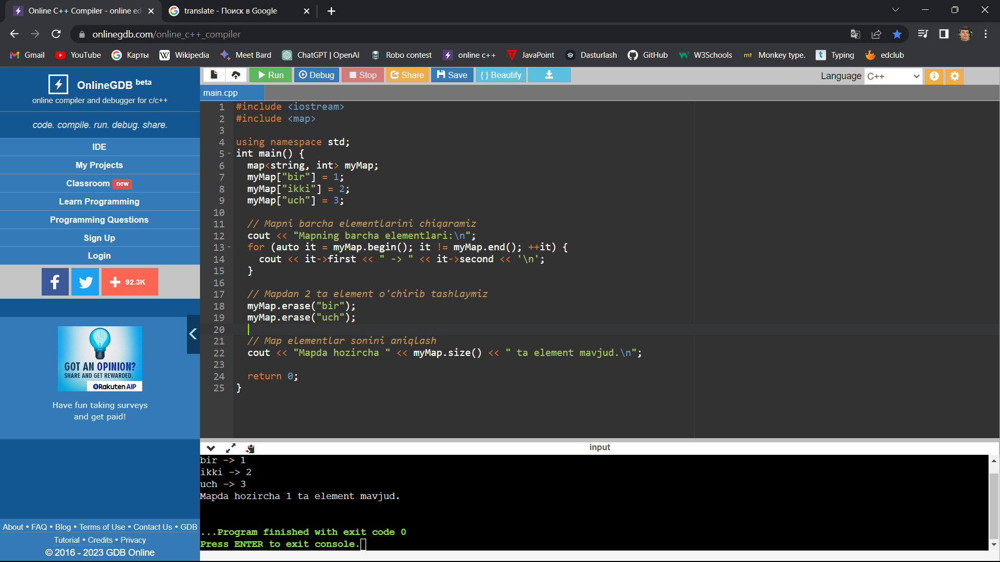 Online C++ Compiler - online ed
translate - Поиск в Google
onlinegdb.com/online_c++_compiler
Gmail YouTube Карты Wikipedia Meet Bard ChatGPT | OpenAI Robo contest online c++ JavaPoint Dasturlash GitHub W3Schools mt Monkey type. Typing edclub
OnlineGDB beta
online compiler and debugger for c/c++
code. compile. run. debug. share.
IDE
My Projects
Classroom new
Learn Programming
Programming Questions
Sign Up
Login
92.3K
idea
GOT AN OPINION?
SHARE AND GET REWARDED.
Rakuten AIP
Have fun taking surveys
and get paid!
About • FAQ • Blog • Terms of Use • Contact Us • GDB
Tutorial • Credits • Privacy
© 2016 - 2023 GDB Online
Run Debug Stop Share Save { } Beautify
Language C++
main.cpp
1 #include <iostream>
2 #include <map>
3
4 using namespace std;
5 int main() {
6 map<string, int> myMap;
7 myMap["bir"] = 1;
8 myMap["ikki"] = 2;
9 myMap["uch"] = 3;
10
11 // Mapni barcha elementlarini chiqaramiz
12 cout << "Mapning barcha elementlari:\n";
13 for (auto it = myMap.begin(); it != myMap.end(); ++it) {
14 cout << it->first << " -> " << it->second << '\n';
15 }
16
17 // Mapdan 2 ta element o'chirib tashlaymiz
18 myMap.erase("bir");
19 myMap.erase("uch");
20
21 // Map elementlar sonini aniqlash
22 cout << "Mapda hozircha " << myMap.size() << " ta element mavjud.\n";
23
24 return 0;
25 }
input
bir -> 1
ikki -> 2
uch -> 3
Mapda hozircha 1 ta element mavjud.
...Program finished with exit code 0
Press ENTER to exit console.